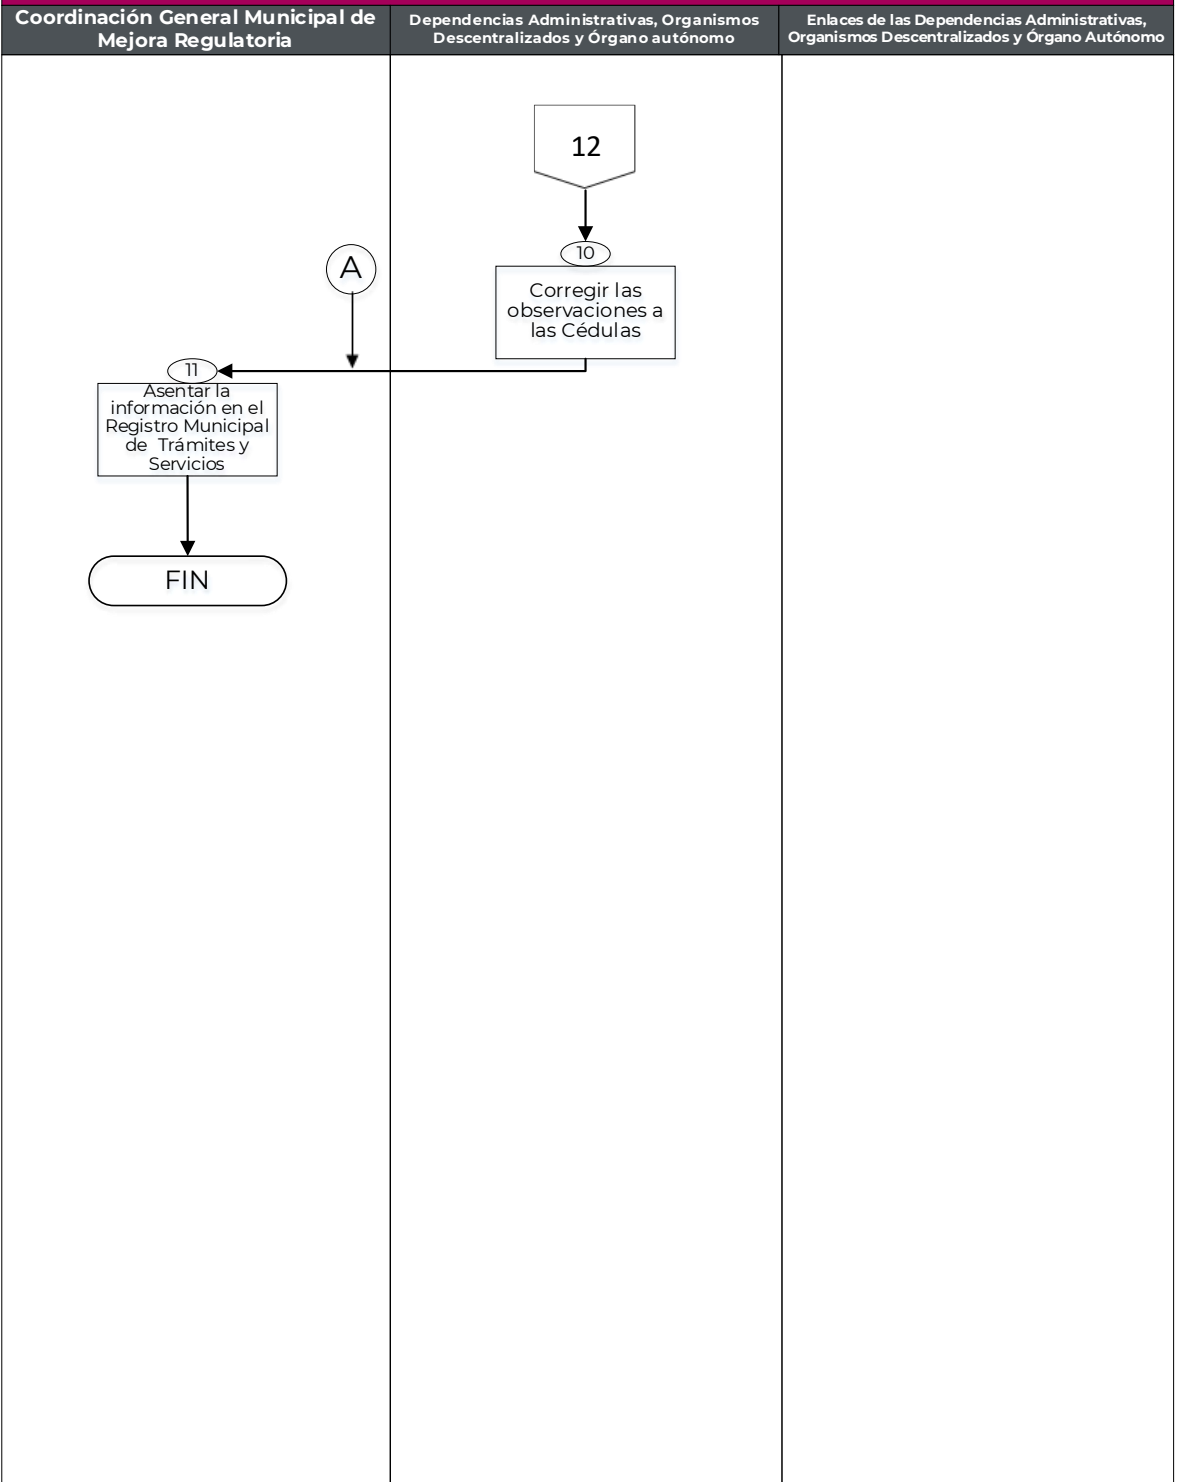 Coordinación General Municipal de
Mejora Regulatoria
Dependencias Administrativas, Organismos
Descentralizados y Órgano autónomo
Enlaces de las Dependencias Administrativas,
Organismos Descentralizados y Órgano Autónomo
12
10
Corregir las
observaciones a
las Cédulas
A
11
Asentar la
información en el
Registro Municipal
de Trámites y
Servicios
FIN